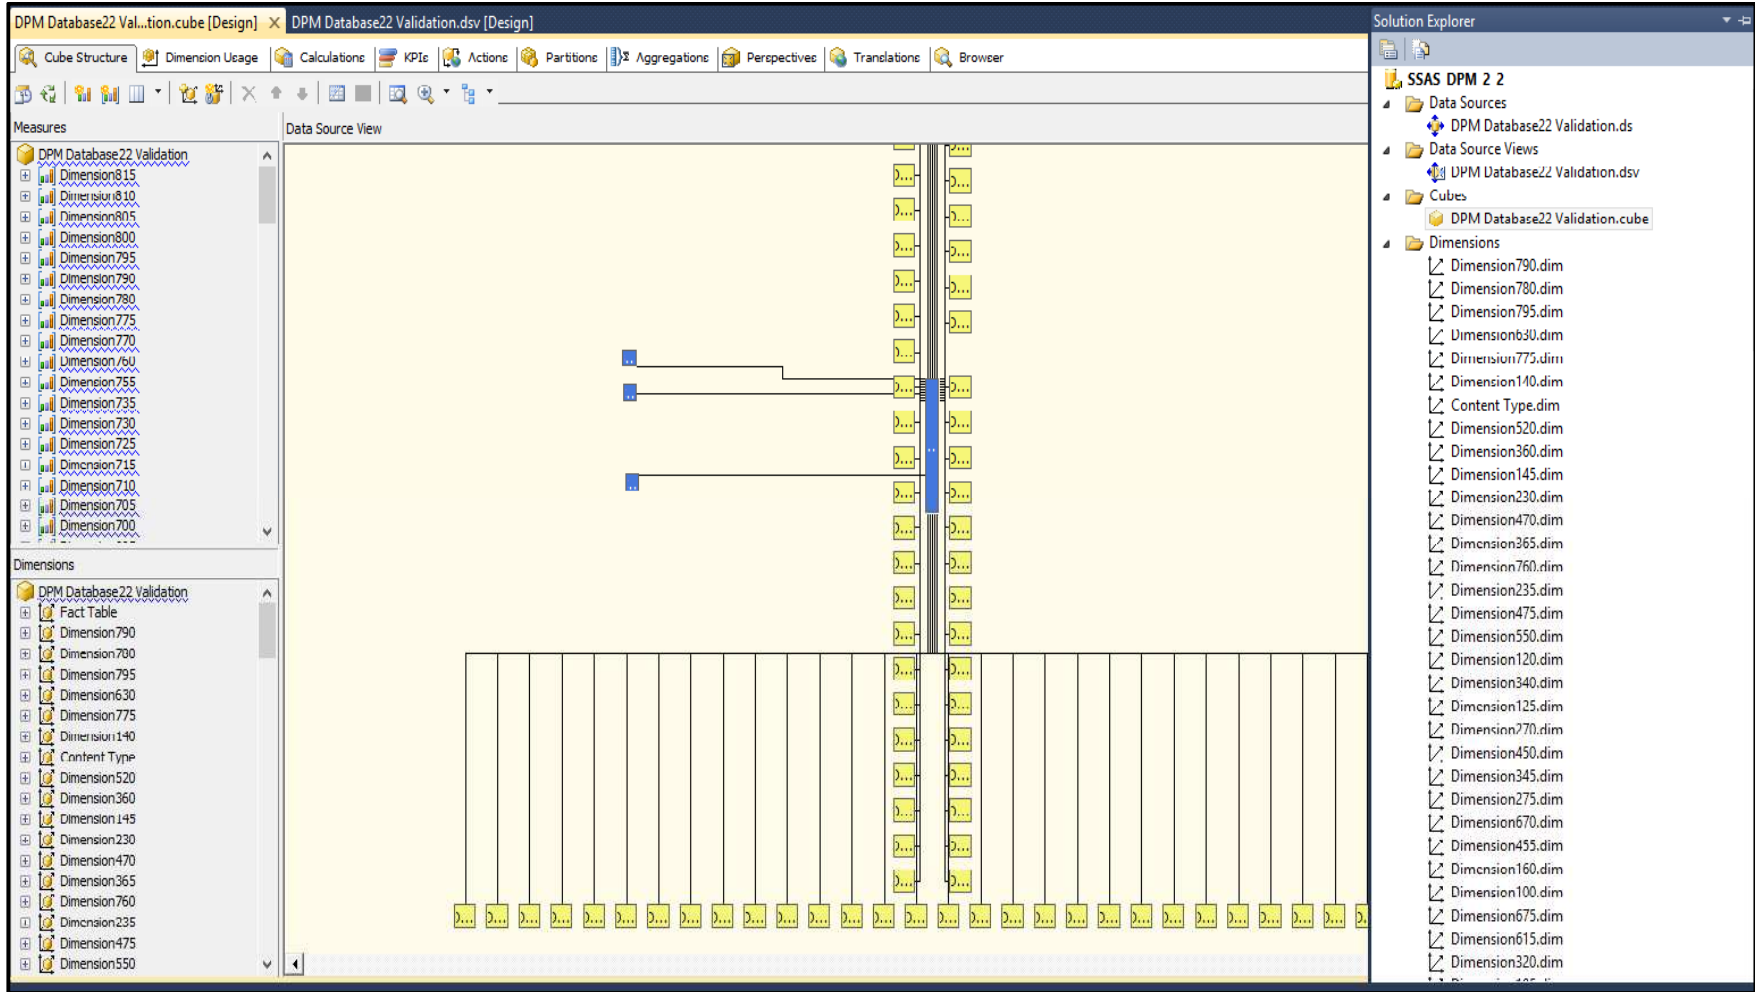 DPM Database22 Val...tion.cube [Design] × DPM Database22 Validation.dsv [Design]
Cube Structure Dimension Usage Calculations KPIs Actions Partitions Aggregations Perspectives Translations Browser
Measures
DPM Database22 Validation
Dimension815
Dimension810
Dimension805
Dimension800
Dimension795
Dimension790
Dimension780
Dimension775
Dimension770
Dimension760
Dimension755
Dimension735
Dimension730
Dimension725
Dimension715
Dimension710
Dimension705
Dimension700
Dimensions
DPM Database22 Validation
Fact Table
Dimension790
Dimension780
Dimension795
Dimension630
Dimension775
Dimension140
Content Type
Dimension520
Dimension360
Dimension145
Dimension230
Dimension470
Dimension365
Dimension760
Dimension235
Dimension475
Dimension550
Data Source View
Solution Explorer
SSAS DPM 2 2
Data Sources
DPM Database22 Validation.ds
Data Source Views
DPM Database22 Validation.dsv
Cubes
DPM Database22 Validation.cube
Dimensions
Dimension790.dim
Dimension780.dim
Dimension795.dim
Dimension630.dim
Dimension775.dim
Dimension140.dim
Content Type.dim
Dimension520.dim
Dimension360.dim
Dimension145.dim
Dimension230.dim
Dimension470.dim
Dimension365.dim
Dimension760.dim
Dimension235.dim
Dimension475.dim
Dimension550.dim
Dimension120.dim
Dimension340.dim
Dimension125.dim
Dimension270.dim
Dimension450.dim
Dimension345.dim
Dimension275.dim
Dimension670.dim
Dimension455.dim
Dimension160.dim
Dimension100.dim
Dimension675.dim
Dimension615.dim
Dimension320.dim